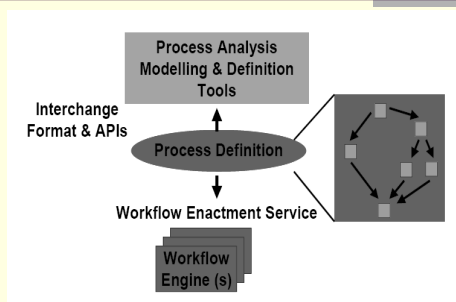 Process Analysis
Modelling & Definition
Tools
Interchange
Format & APIs
Process Definition
Workflow Enactment Service
Workflow
Engine (s)